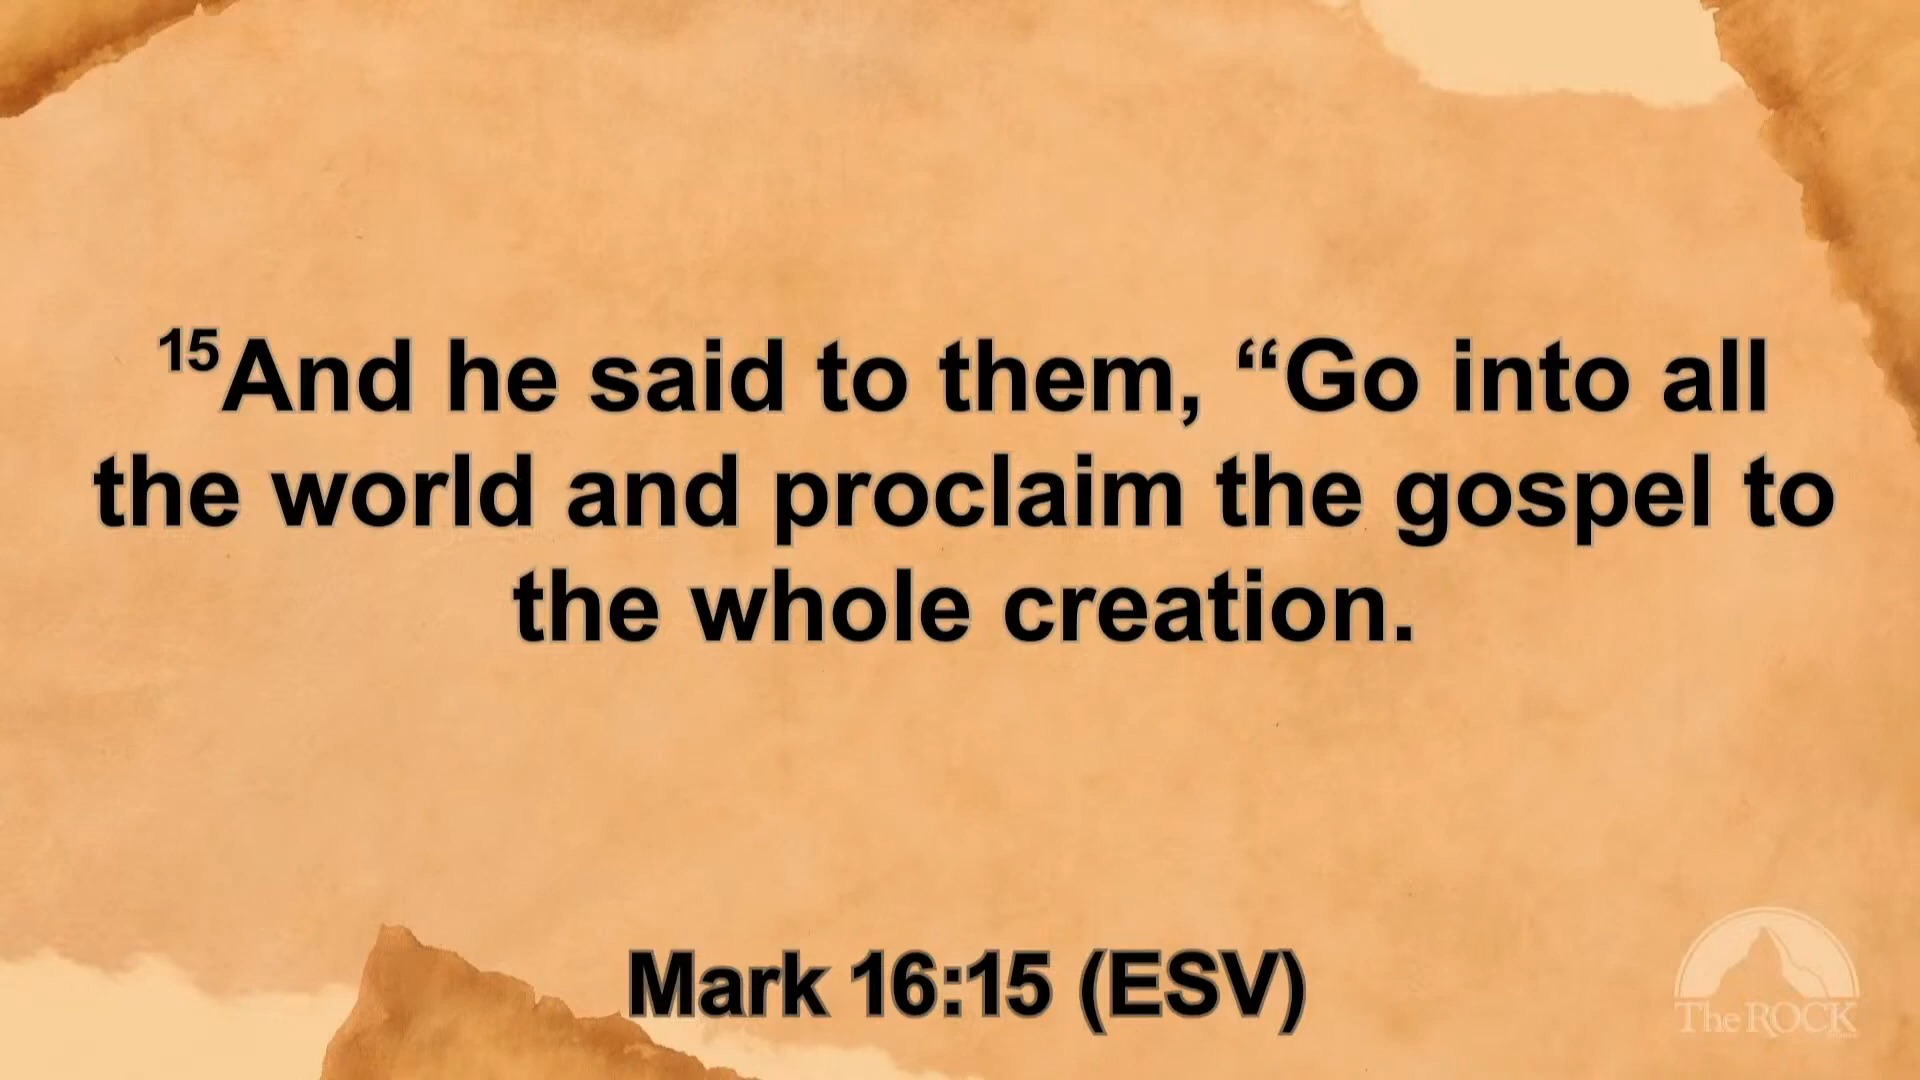 15And he said to them, “Go into all
the world and proclaim the gospel to
the whole creation.
Mark 16:15 (ESV)
The ROCK